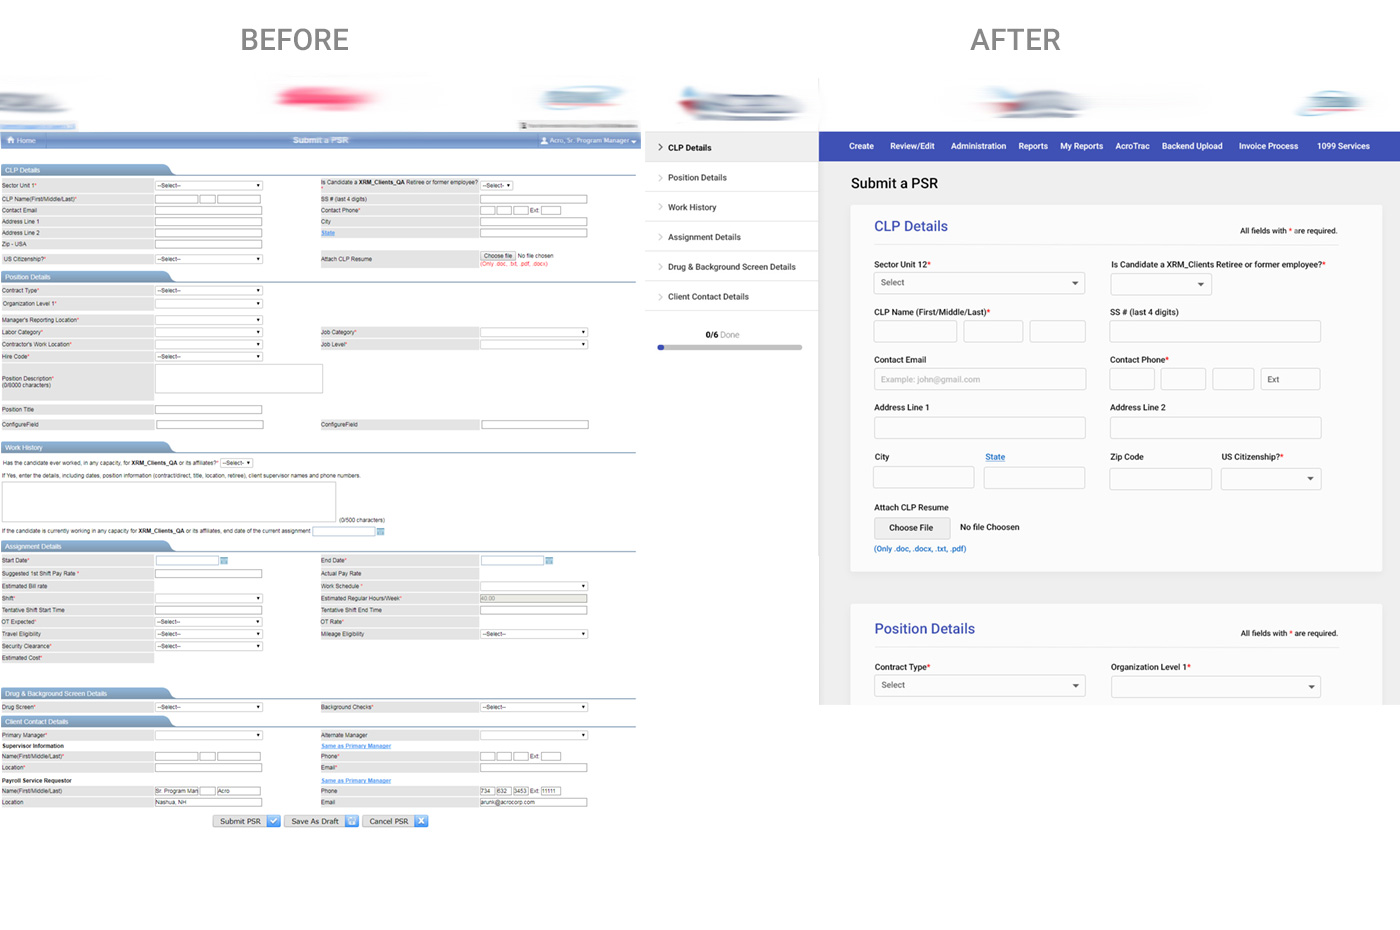 BEFORE
AFTER
Home
Submit a PSR
Acro, Sr. Program Manager
CLP Details
Sector Unit 1*
--Select--
Is Candidate a XRM_Clients_QA Retiree or former employee?
*
--Select--
CLP Name(First/Middle/Last)*
SS # (last 4 digits)
Contact Email
Contact Phone*
Ext:
Address Line 1
City
Address Line 2
State
Zip - USA
US Citizenship?*
--Select--
Attach CLP Resume
Choose file No file chosen
(Only .doc, .txt, .pdf, .docx)
Position Details
Contract Type*
--Select--
Organization Level 1*
Manager's Reporting Location*
Labor Category*
Job Category*
Contractor's Work Location*
Job Level*
Hire Code*
--Select--
Position Description*
(0/8000 characters)
Position Title
ConfigureField
ConfigureField
Work History
Has the candidate ever worked, in any capacity, for XRM_Clients_QA or its affiliates?* --Select--
If Yes, enter the details, including dates, position information (contract/direct, title, location, retiree), client supervisor names and phone numbers.
(0/500 characters)
If the candidate is currently working in any capacity for XRM_Clients_QA or its affiliates, end date of the current assignment
Assignment Details
Start Date*
End Date*
Suggested 1st Shift Pay Rate *
Actual Pay Rate
Estimated Bill rate
Work Schedule *
Shift*
Estimated Regular Hours/Week*
40.00
Tentative Shift Start Time
Tentative Shift End Time
OT Expected*
--Select--
OT Rate*
Travel Eligibility
--Select--
Mileage Eligibility
--Select--
Security Clearance*
--Select--
Estimated Cost*
Drug & Background Screen Details
Drug Screen*
--Select--
Background Checks*
--Select--
Client Contact Details
Primary Manager*
Alternate Manager
Supervisor Information
Same as Primary Manager
Name(First/Middle/Last)*
Phone*
Ext:
Location*
Email*
Payroll Service Requestor
Same as Primary Manager
Name(First/Middle/Last)
Sr. Program Man
Acro
Phone
734 632 3453 Ext: 11111
Location
Nashua, NH
Email
arunk@acrocorp.com
Submit PSR
Save As Draft
Cancel PSR
CLP Details
Position Details
Work History
Assignment Details
Drug & Background Screen Details
Client Contact Details
0/6 Done
Create Review/Edit Administration Reports My Reports AcroTrac Backend Upload Invoice Process 1099 Services
Submit a PSR
CLP Details
All fields with * are required.
Sector Unit 12*
Select
Is Candidate a XRM_Clients Retiree or former employee?*
CLP Name (First/Middle/Last)*
SS # (last 4 digits)
Contact Email
Example: john@gmail.com
Contact Phone*
Ext
Address Line 1
Address Line 2
City
State
Zip Code
US Citizenship?*
Attach CLP Resume
Choose File
No file Choosen
(Only .doc, .docx, .txt, .pdf)
Position Details
All fields with * are required.
Contract Type*
Select
Organization Level 1*